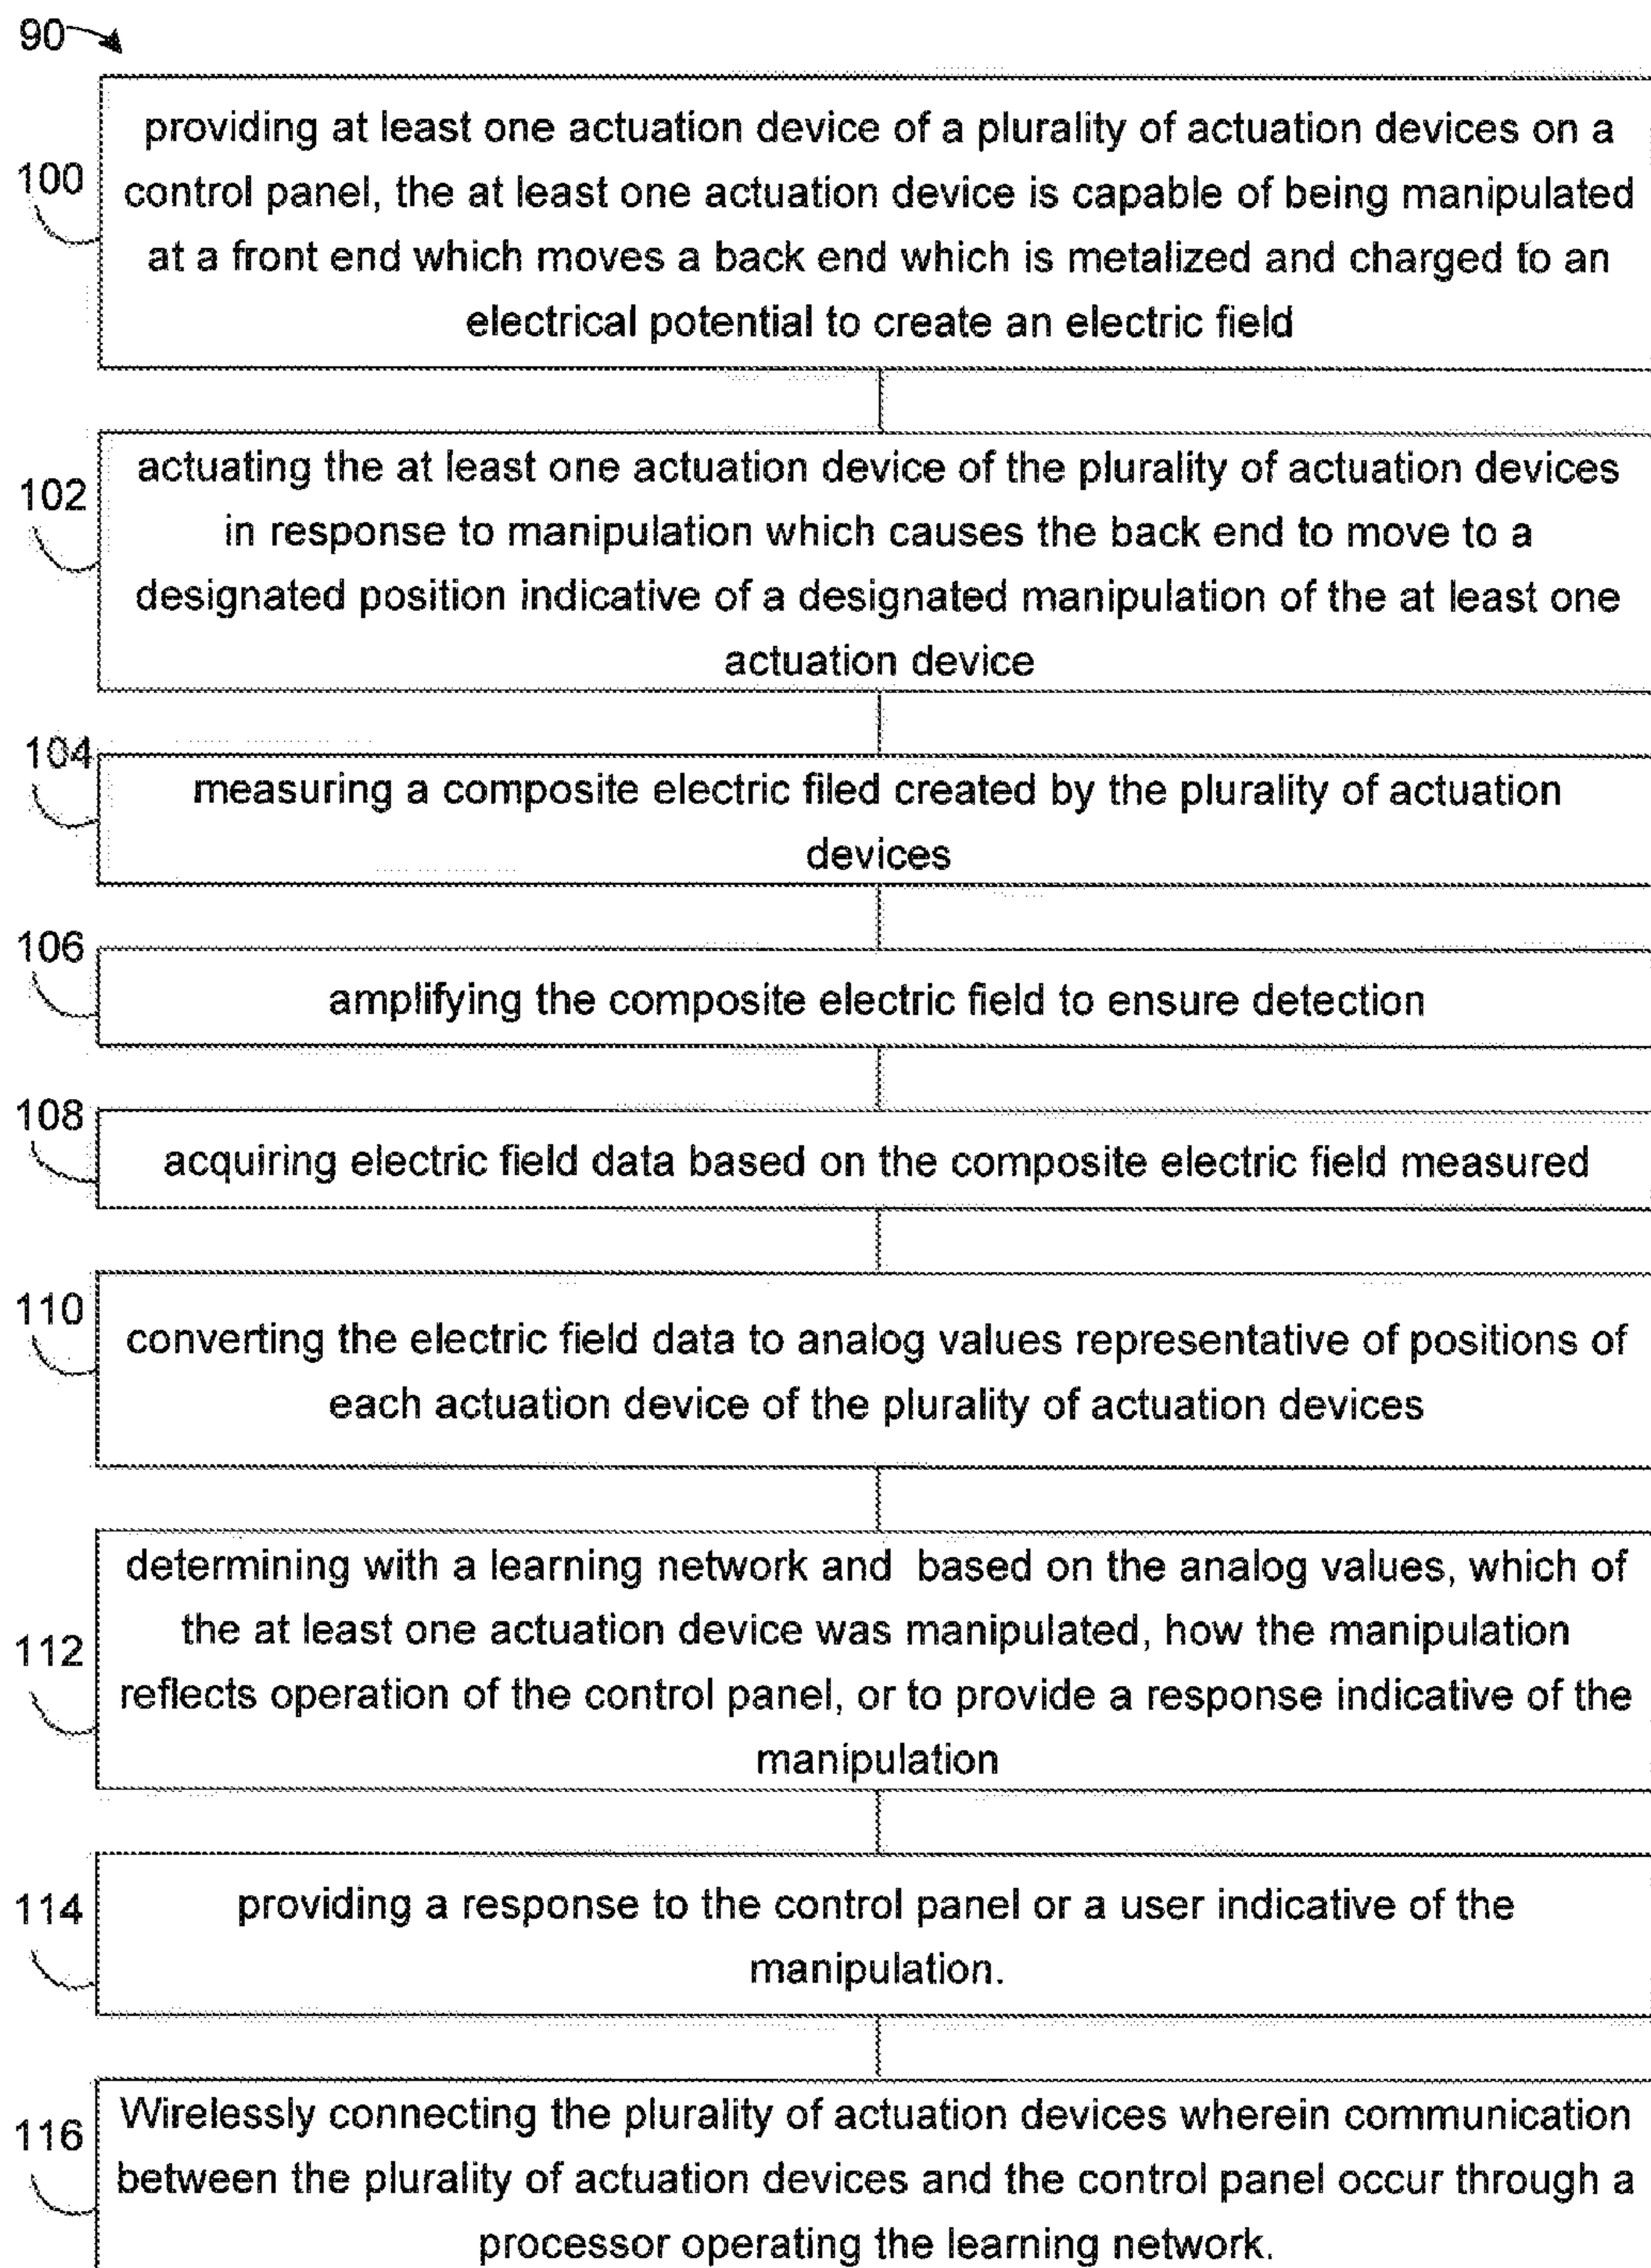 90
100
providing at least one actuation device of a plurality of actuation devices on a
control panel, the at least one actuation device is capable of being manipulated
at a front end which moves a back end which is metalized and charged to an
electrical potential to create an electric field
102
actuating the at least one actuation device of the plurality of actuation devices
in response to manipulation which causes the back end to move to a
designated position indicative of a designated manipulation of the at least one
actuation device
104
measuring a composite electric filed created by the plurality of actuation
devices
106
amplifying the composite electric field to ensure detection
108
acquiring electric field data based on the composite electric field measured
110
converting the electric field data to analog values representative of positions of
each actuation device of the plurality of actuation devices
112
determining with a learning network and based on the analog values, which of
the at least one actuation device was manipulated, how the manipulation
reflects operation of the control panel, or to provide a response indicative of the
manipulation
114
providing a response to the control panel or a user indicative of the
manipulation.
116
Wirelessly connecting the plurality of actuation devices wherein communication
between the plurality of actuation devices and the control panel occur through a
processor operating the learning network.